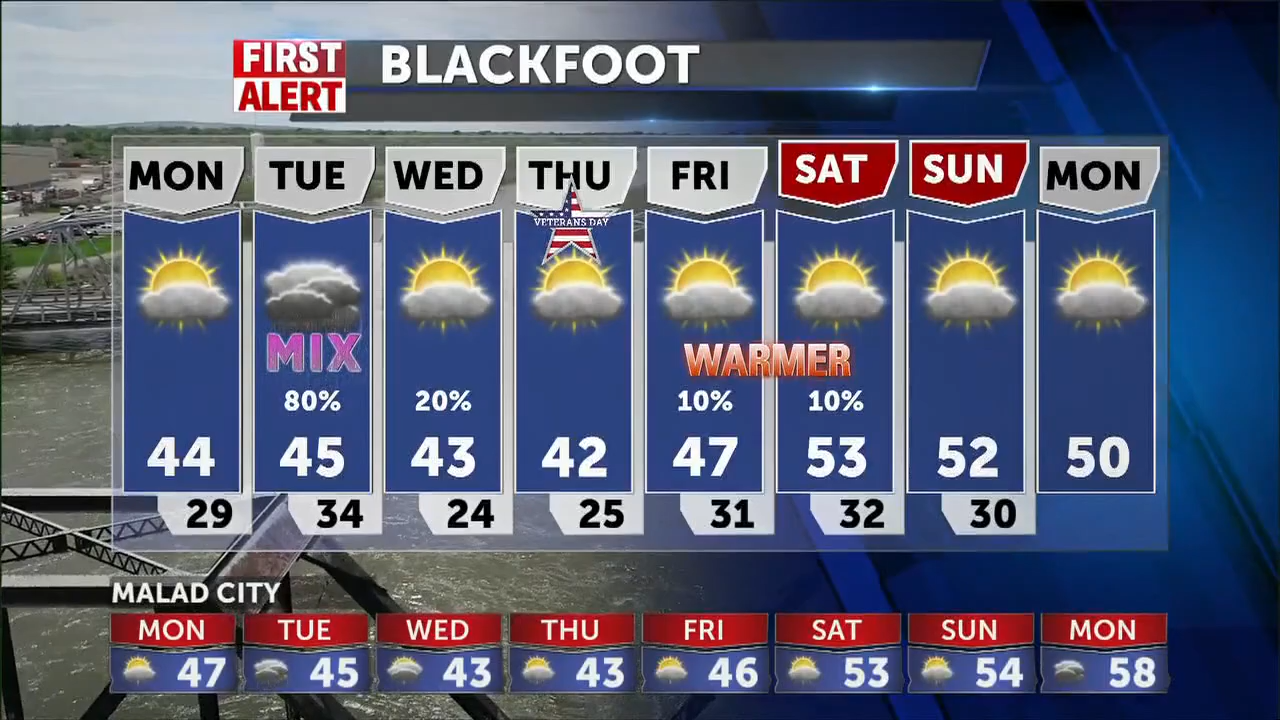 FIRST
ALERT
BLACKFOOT
MON TUE WED THU FRI SAT SUN MON
VETERANS DAY
MIX
WARMER
80% 20% 10% 10%
44 45 43 42 47 53 52 50
29 34 24 25 31 32 30
MALAD CITY
MON TUE WED THU FRI SAT SUN MON
47 45 43 43 46 53 54 58